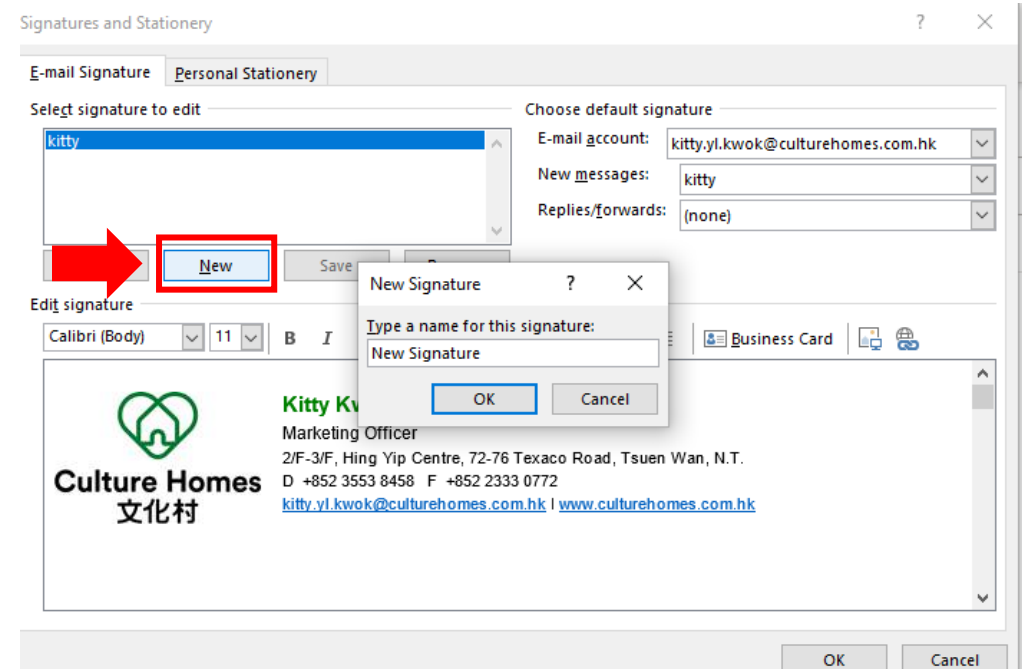 Signatures and Stationery
E-mail Signature
Personal Stationery
Select signature to edit
kitty
New
Save
Choose default signature
E-mail account: kitty.yl.kwok@culturehomes.com.hk
New messages: kitty
Replies/forwards: (none)
Edit signature
Calibri (Body) 11 B I
Business Card
New Signature
Type a name for this signature:
New Signature
OK Cancel
Culture Homes
文化村
Kitty
Marketing Officer
2/F-3/F, Hing Yip Centre, 72-76 Texaco Road, Tsuen Wan, N.T.
D +852 3553 8458 F +852 2333 0772
kitty.yl.kwok@culturehomes.com.hk I www.culturehomes.com.hk
OK Cancel